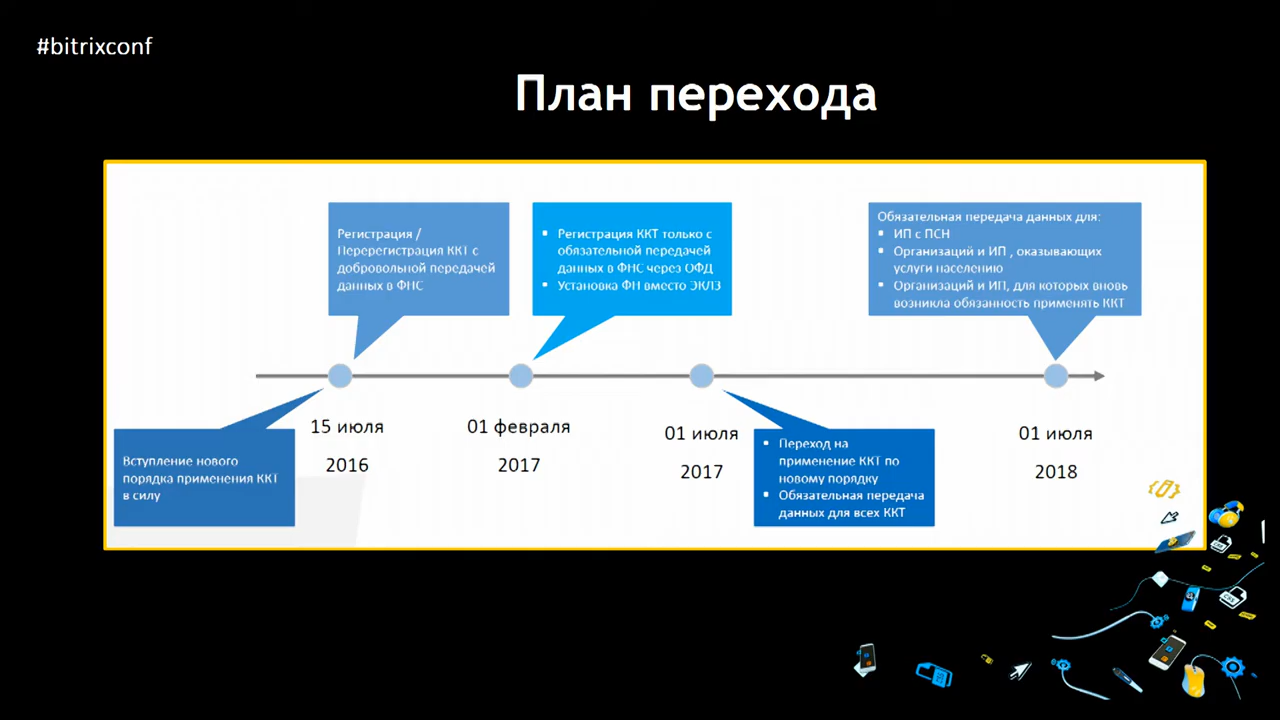 #bitrixconf
План перехода
Регистрация /
Перерегистрация ККТ с
добровольной передачей
данных в ФНС
▪ Регистрация ККТ только с
обязательной передачей
данных в ФНС через ОФД
▪ Установка ФН вместо ЭКЛЗ
Обязательная передача данных для:
▪ ИП с ПСН
▪ Организаций и ИП , оказывающих
услуги населению
▪ Организаций и ИП, для которых вновь
возникла обязанность применять ККТ
15 июля
2016
01 февраля
2017
01 июля
2017
01 июля
2018
Вступление нового
порядка применения ККТ
в силу
▪ Переход на
применение ККТ по
новому порядку
▪ Обязательная передача
данных для всех ККТ